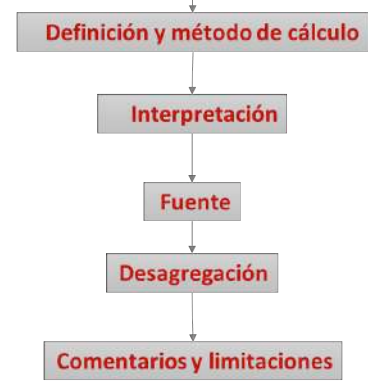 Definición y método de cálculo
Interpretación
Fuente
Desagregación
Comentarios y limitaciones